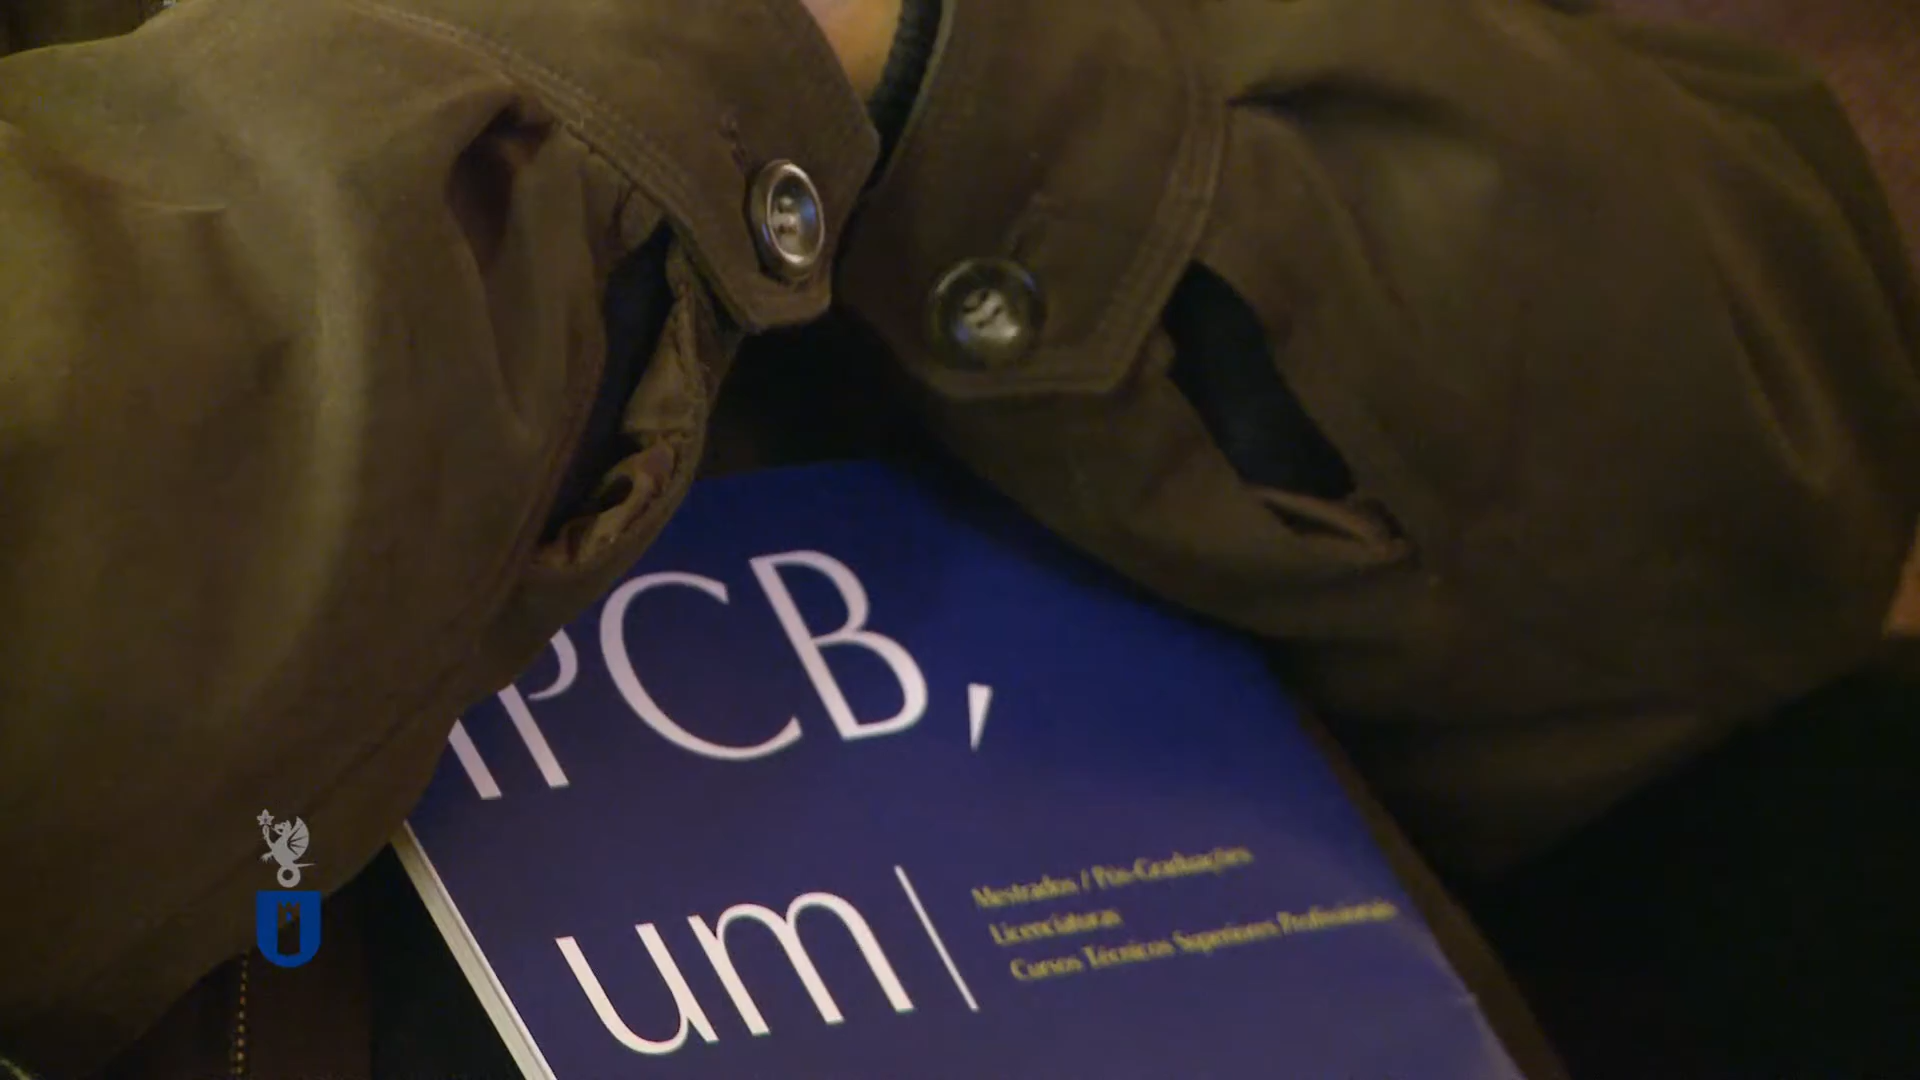 IPCB,
um
Mestrados / Pós-Graduações
Licenciaturas
Cursos Técnicos Superiores Profissionais